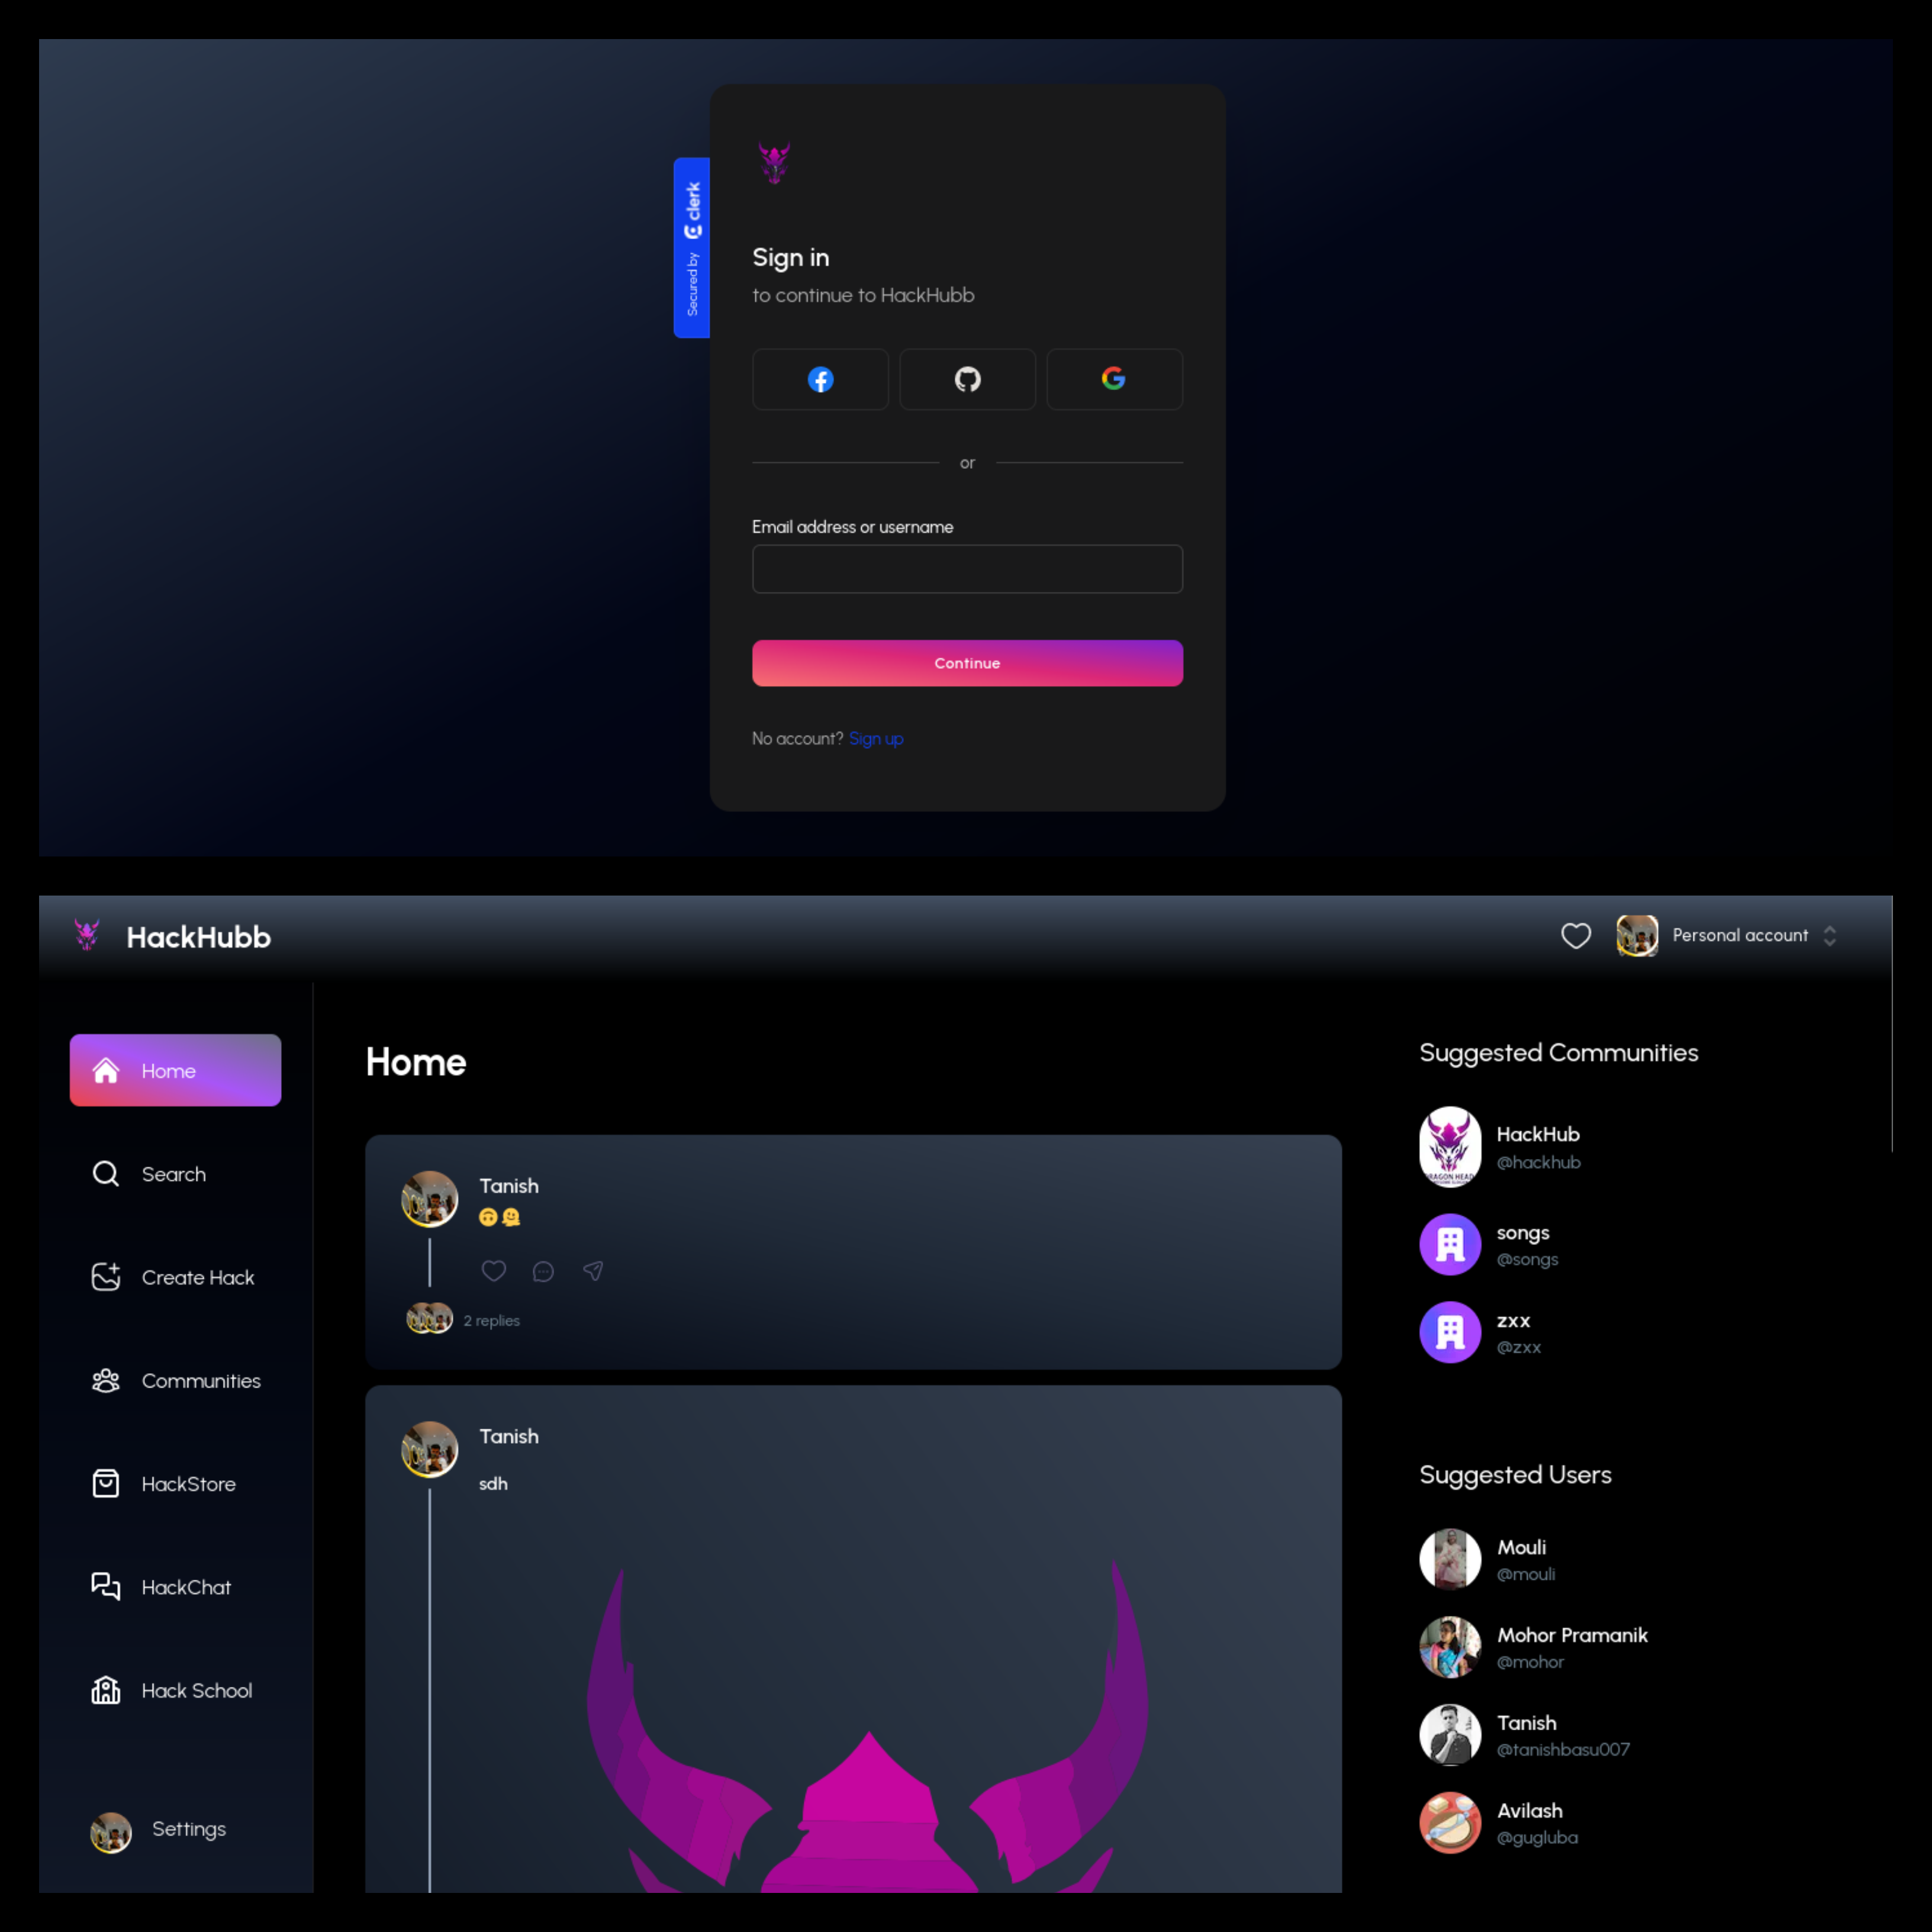 Secured by clerk
Sign in
to continue to HackHubb
or
Email address or username
Continue
No account? Sign up
HackHubb
Personal account
Home
Search
Create Hack
Communities
HackStore
HackChat
Hack School
Settings
Home
Tanish
🙃🫠
2 replies
Tanish
sdh
Suggested Communities
DRAGON HEAD
HackHub
@hackhub
songs
@songs
zxx
@zxx
Suggested Users
Mouli
@mouli
Mohor Pramanik
@mohor
Tanish
@tanishbasu007
Avilash
@gugluba